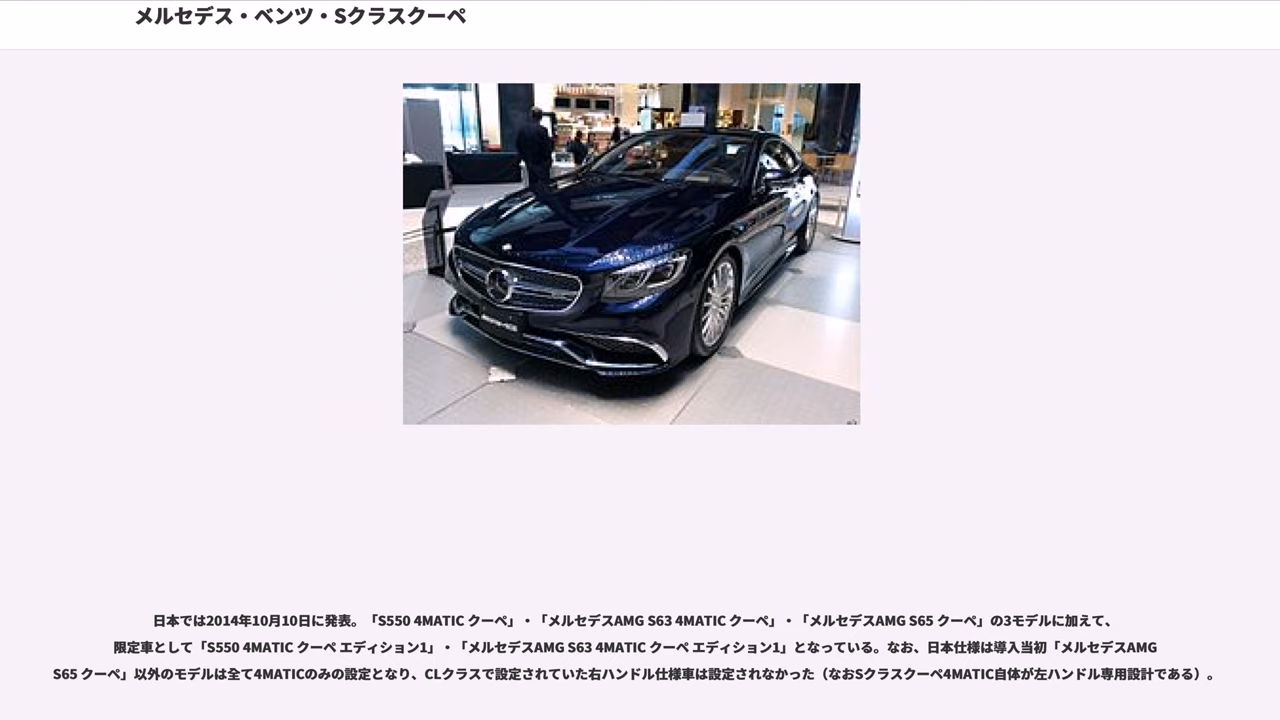 メルセデス・ベンツ・Sクラスクーペ
日本では2014年10月10日に発表。「S550 4MATIC クーペ」・「メルセデスAMG S63 4MATIC クーペ」・「メルセデスAMG S65 クーペ」の3モデルに加えて、
限定車として「S550 4MATIC クーペ エディション1」・「メルセデスAMG S63 4MATIC クーペ エディション1」となっている。なお、日本仕様は導入当初「メルセデスAMG
S65 クーペ」以外のモデルは全て4MATICのみの設定となり、CLクラスで設定されていた右ハンドル仕様車は設定されなかった（なおSクラスクーペ4MATIC自体が左ハンドル専用設計である）。